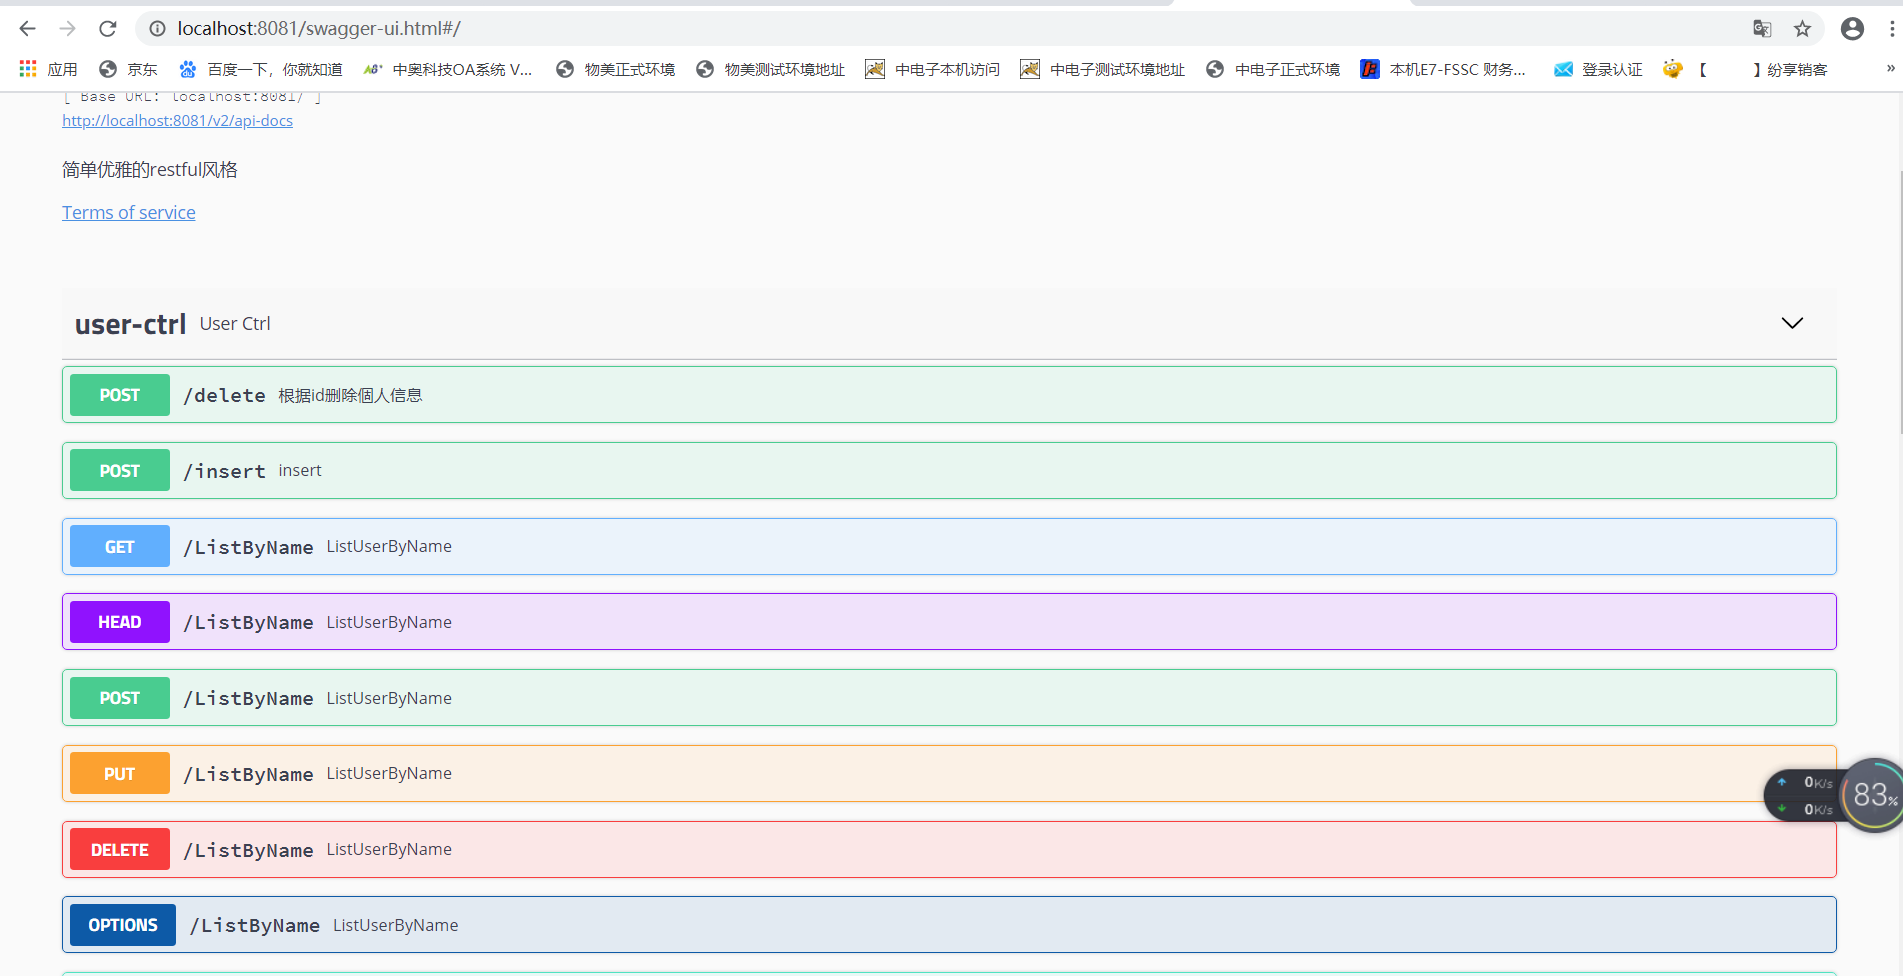 localhost:8081/swagger-ui.html#/
应用 京东 百度一下，你就知道 中奥科技OA系统 V... 物美正式环境 物美测试环境地址 中电子本机访问 中电子测试环境地址 中电子正式环境 本机E7-FSSC 财务... 登录认证 【 】纷享销客 »
[ Base URL: localhost:8081/ ]
http://localhost:8081/v2/api-docs
简单优雅的restful风格
Terms of service
user-ctrl User Ctrl
POST /delete 根据id删除個人信息
POST /insert insert
GET /ListByName ListUserByName
HEAD /ListByName ListUserByName
POST /ListByName ListUserByName
PUT /ListByName ListUserByName
0K/s
83%
0K/s
DELETE /ListByName ListUserByName
OPTIONS /ListByName ListUserByName